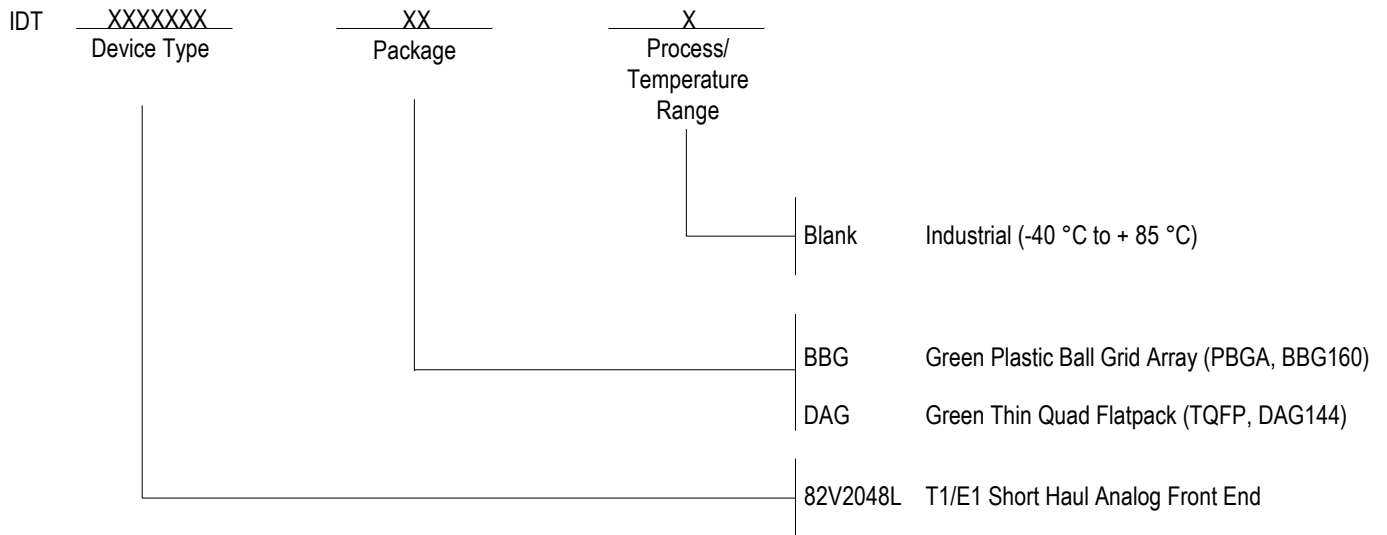 IDT XXXXXXX XX X
Device Type Package Process/
Temperature
Range
Blank Industrial (-40 °C to + 85 °C)
BBG Green Plastic Ball Grid Array (PBGA, BBG160)
DAG Green Thin Quad Flatpack (TQFP, DAG144)
82V2048L T1/E1 Short Haul Analog Front End